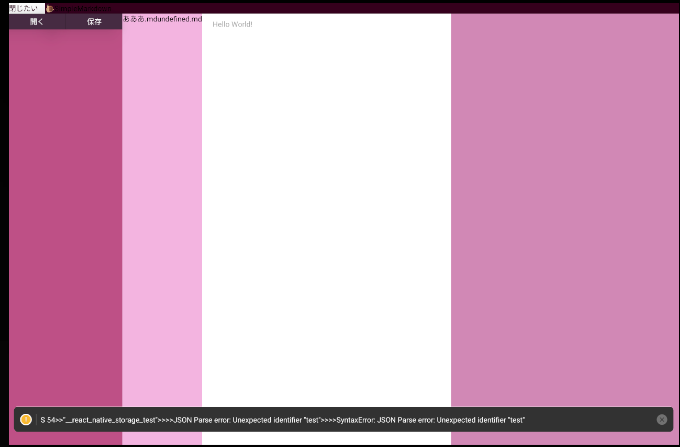 閉じたい
開く 保存
あああ.mdundefined.md
Hello World!
S 54>>"__react_native_storage_test">>>>JSON Parse error: Unexpected identifier "test">>>>SyntaxError: JSON Parse error: Unexpected identifier "test"